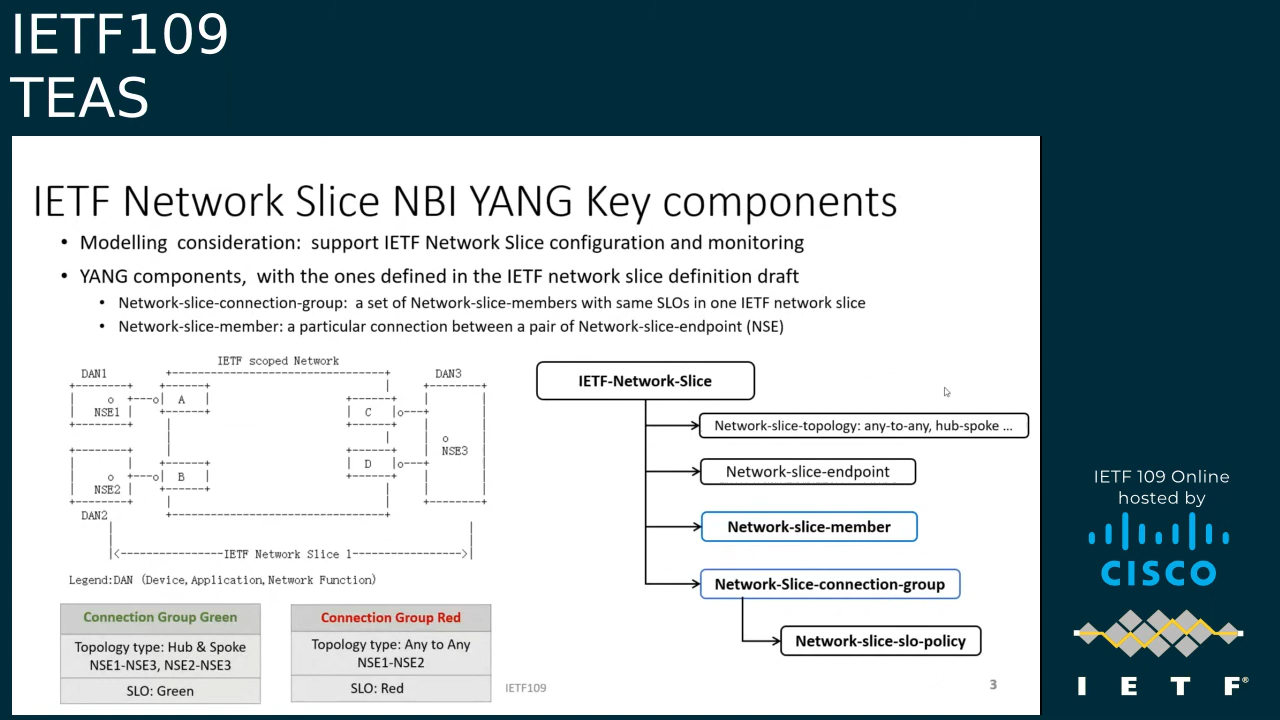 IETF109
TEAS
IETF Network Slice NBI YANG Key components
• Modelling consideration: support IETF Network Slice configuration and monitoring
• YANG components, with the ones defined in the IETF network slice definition draft
• Network-slice-connection-group: a set of Network-slice-members with same SLOs in one IETF network slice
• Network-slice-member: a particular connection between a pair of Network-slice-endpoint (NSE)
IETF scoped Network
DAN1
DAN3
A
NSE1
C
NSE3
D
B
NSE2
DAN2
IETF Network Slice 1
Legend:DAN (Device, Application, Network Function)
Connection Group Green
Topology type: Hub & Spoke
NSE1-NSE3, NSE2-NSE3
SLO: Green
Connection Group Red
Topology type: Any to Any
NSE1-NSE2
SLO: Red
IETF-Network-Slice
Network-slice-topology: any-to-any, hub-spoke ...
Network-slice-endpoint
Network-slice-member
Network-Slice-connection-group
Network-slice-slo-policy
IETF109
3
IETF 109 Online
hosted by
CISCO
I E T F®